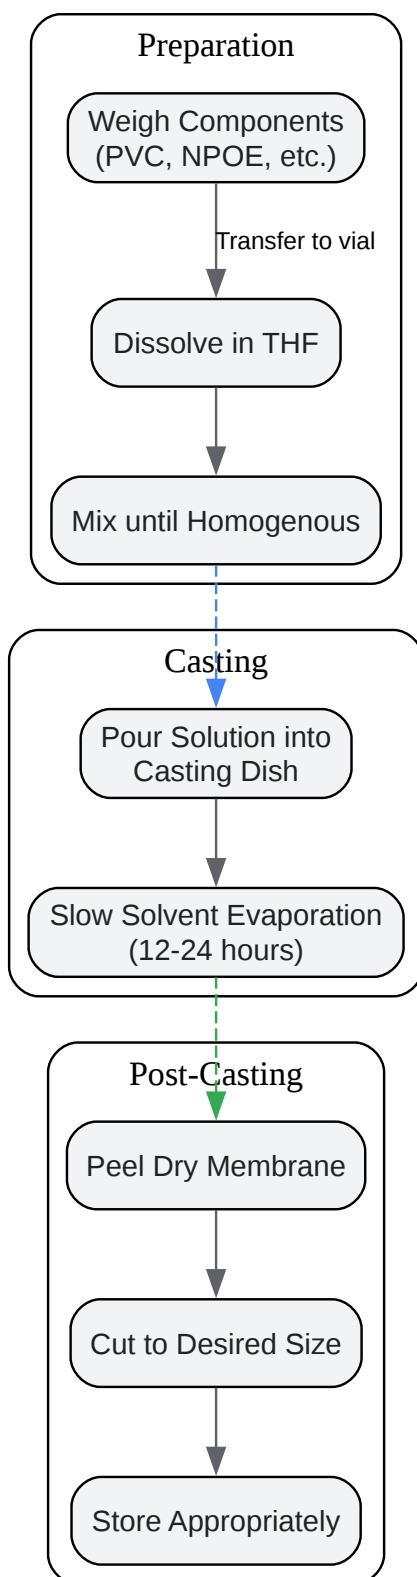 Preparation
Weigh Components
(PVC, NPOE, etc.)
Transfer to vial
Dissolve in THF
Mix until Homogenous
Casting
Pour Solution into
Casting Dish
Slow Solvent Evaporation
(12-24 hours)
Post-Casting
Peel Dry Membrane
Cut to Desired Size
Store Appropriately